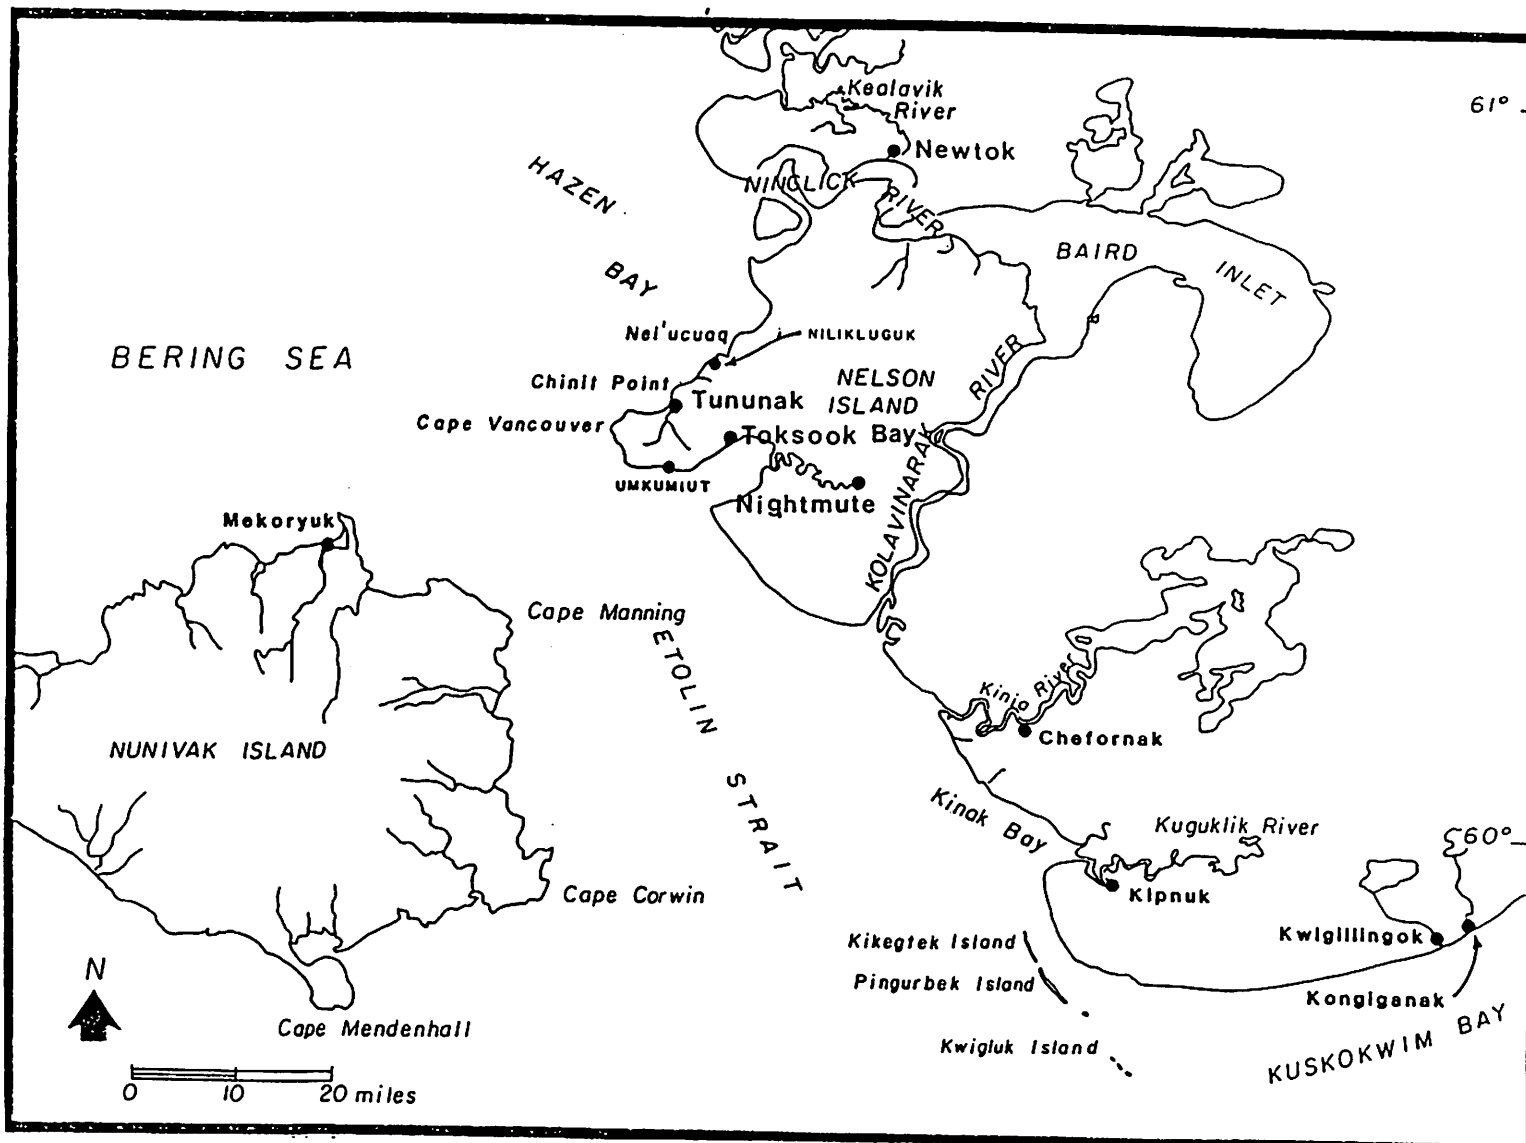 Kealavik
River
61°
Newtok
HAZEN
BAY
NINGLICK
RIVER
BAIRD
INLET
Nel'ucuaq
NILIKLUGUK
BERING SEA
Chinit Point
NELSON
ISLAND
RIVER
Tununak
Cape Vancouver
Toksook Bay
UMKUMIUT
Nightmute
KOLAVINARAK
Mekoryuk
Cape Manning
ETOLIN STRAIT
Kinia River
Chefornak
NUNIVAK ISLAND
Kinak Bay
Kuguklik River
60°
Cape Corwin
Kipnuk
Kwigillingok
Kikegtek Island
Pingurbek Island
Kongiganak
N
Cape Mendenhall
Kwigluk Island
KUSKOKWIM BAY
0 10 20 miles